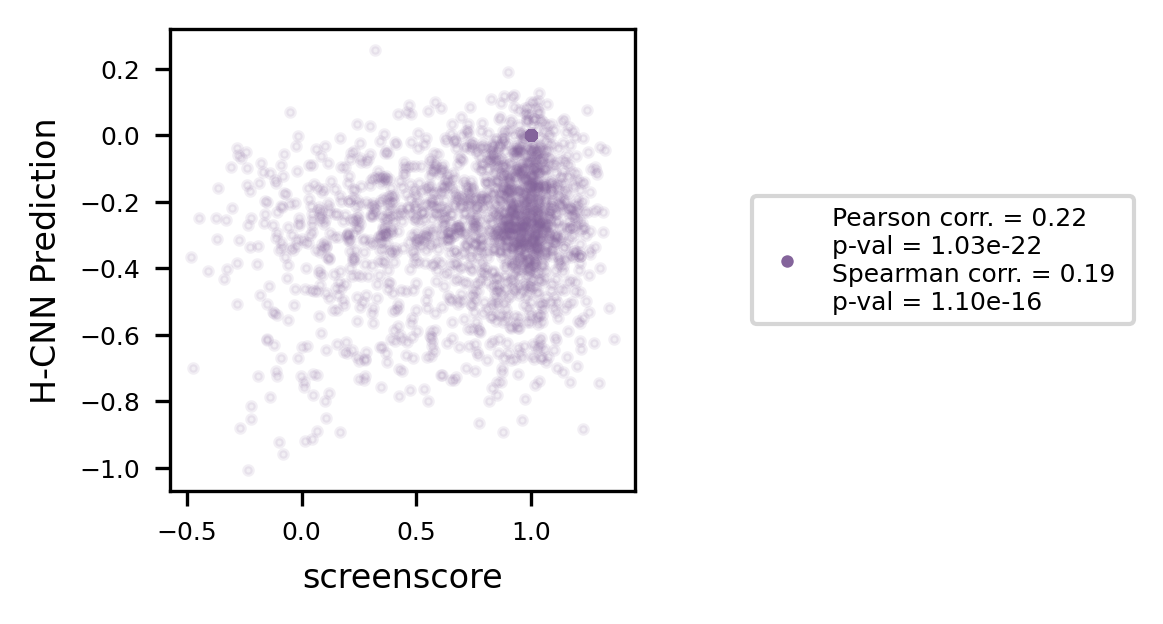 0.2
0.0
−0.2
−0.4
−0.6
−0.8
−1.0
H-CNN Prediction
−0.5
0.0
0.5
1.0
screenscore
Pearson corr. = 0.22
p-val = 1.03e-22
Spearman corr. = 0.19
p-val = 1.10e-16